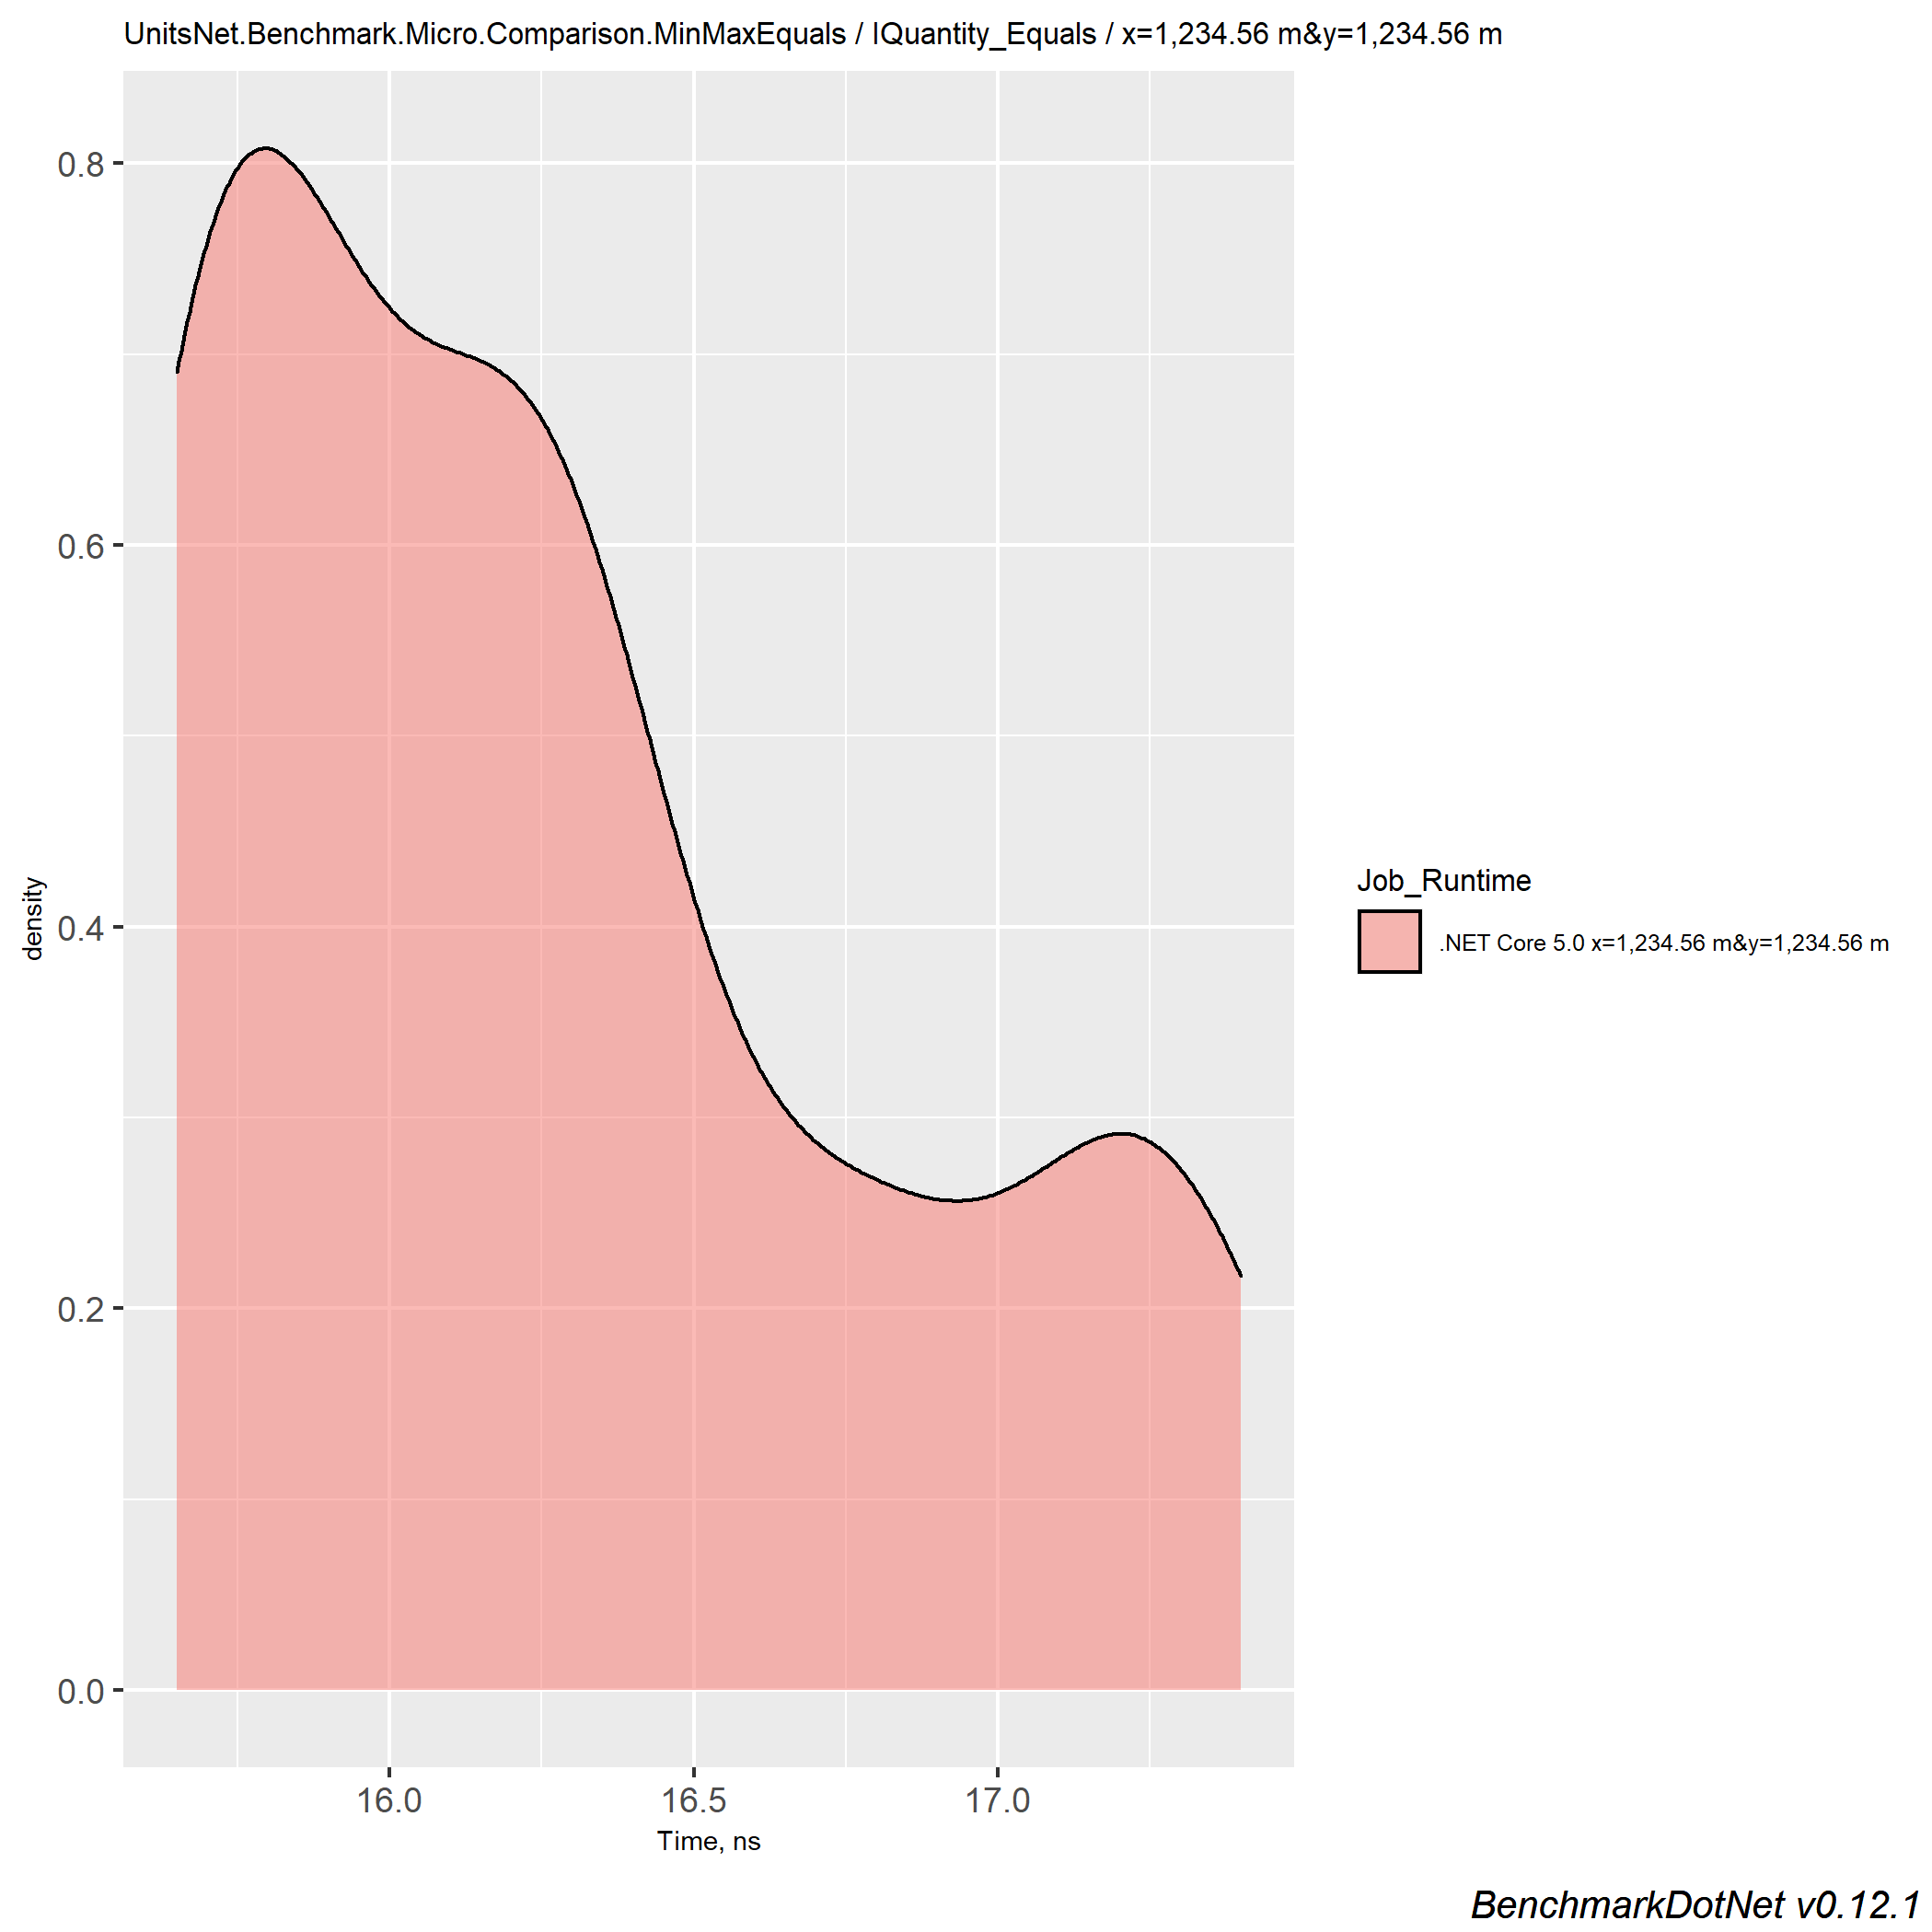 UnitsNet.Benchmark.Micro.Comparison.MinMaxEquals / IQuantity_Equals / x=1,234.56 m&y=1,234.56 m
0.8
0.6
0.4
0.2
0.0
density
16.0 16.5 17.0
Time, ns
Job_Runtime
.NET Core 5.0 x=1,234.56 m&y=1,234.56 m
BenchmarkDotNet v0.12.1